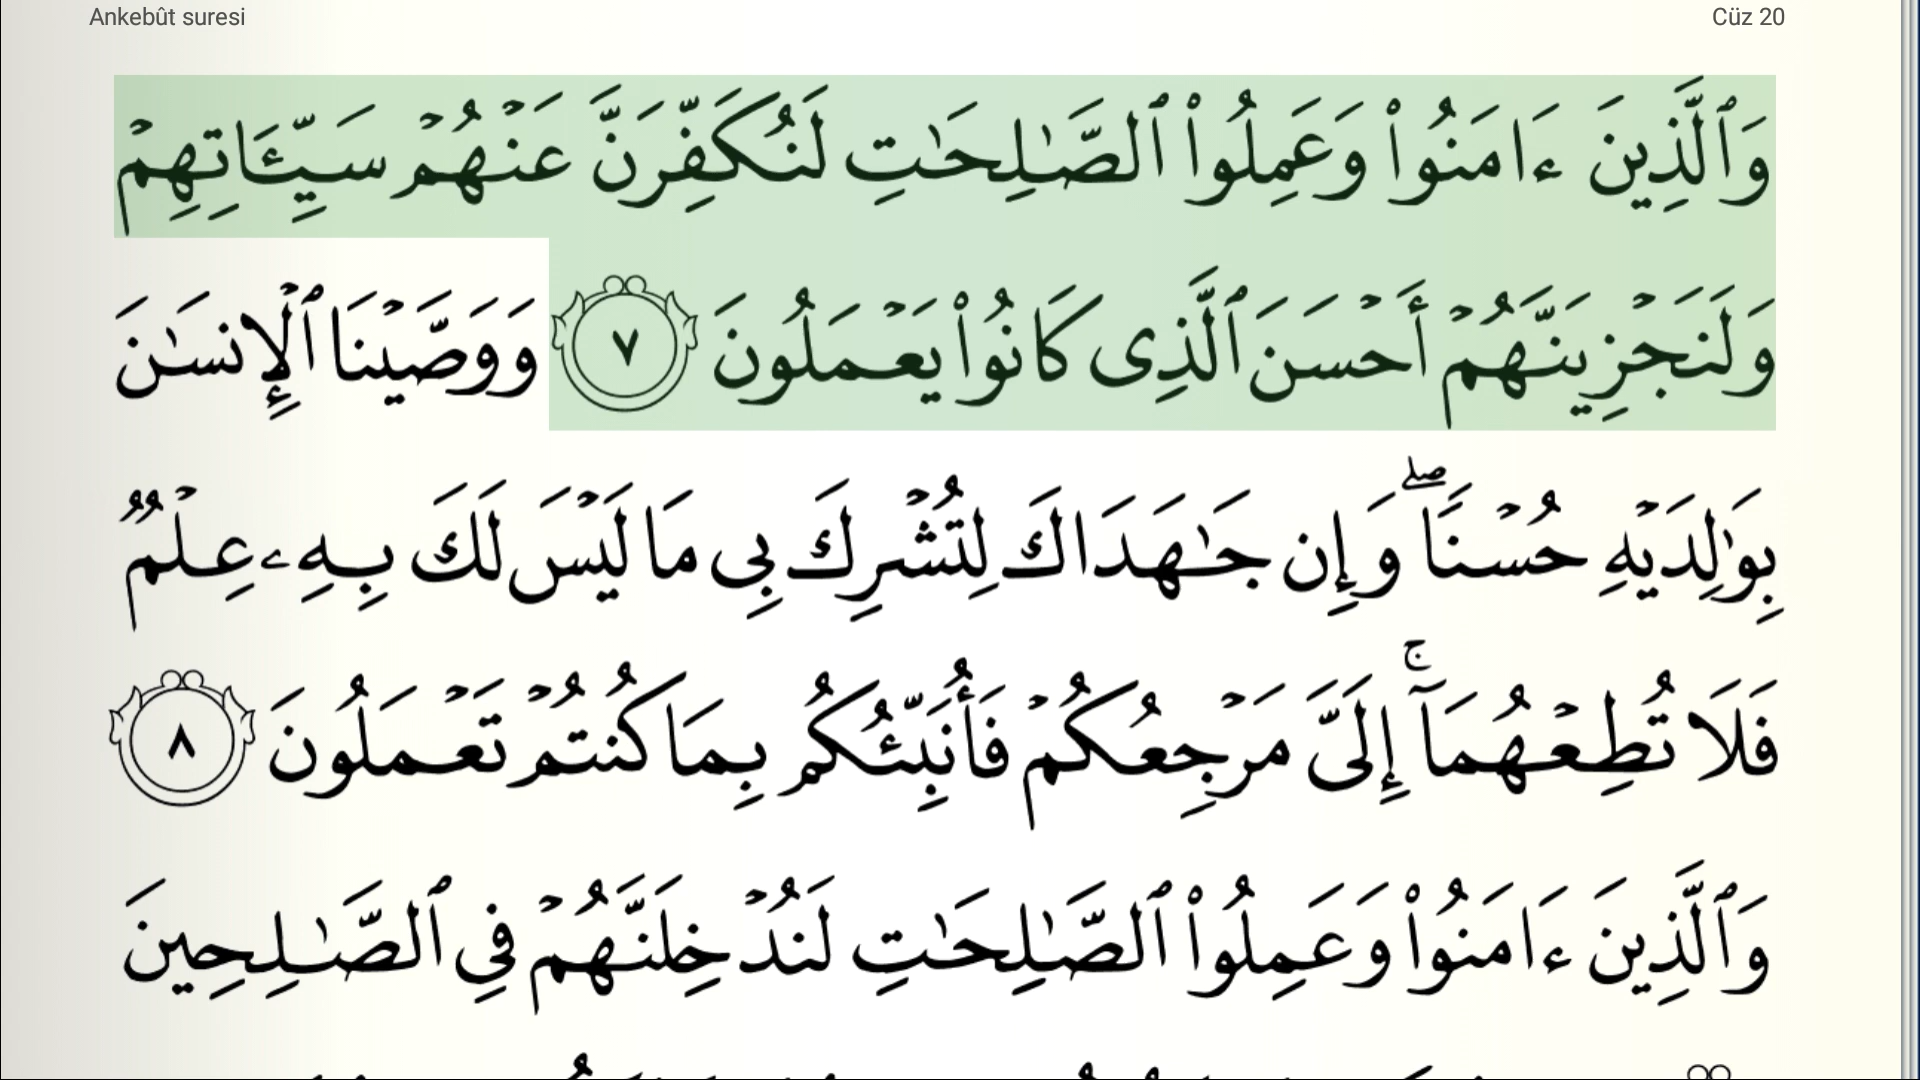 Ankebût suresi
Cüz 20
وَٱلَّذِينَ ءَامَنُوا۟ وَعَمِلُوا۟ ٱلصَّـٰلِحَـٰتِ لَنُكَفِّرَنَّ عَنْهُمْ سَيِّـَٔاتِهِمْ
وَلَنَجْزِيَنَّهُمْ أَحْسَنَ ٱلَّذِى كَانُوا۟ يَعْمَلُونَ ٧ وَوَصَّيْنَا ٱلْإِنسَـٰنَ
بِوَٰلِدَيْهِ حُسْنًا ۖ وَإِن جَـٰهَدَاكَ لِتُشْرِكَ بِى مَا لَيْسَ لَكَ بِهِۦ عِلْمٌ
فَلَا تُطِعْهُمَآ ۚ إِلَىَّ مَرْجِعُكُمْ فَأُنَبِّئُكُم بِمَا كُنتُمْ تَعْمَلُونَ ٨
وَٱلَّذِينَ ءَامَنُوا۟ وَعَمِلُوا۟ ٱلصَّـٰلِحَـٰتِ لَنُدْخِلَنَّهُمْ فِى ٱلصَّـٰلِحِينَ